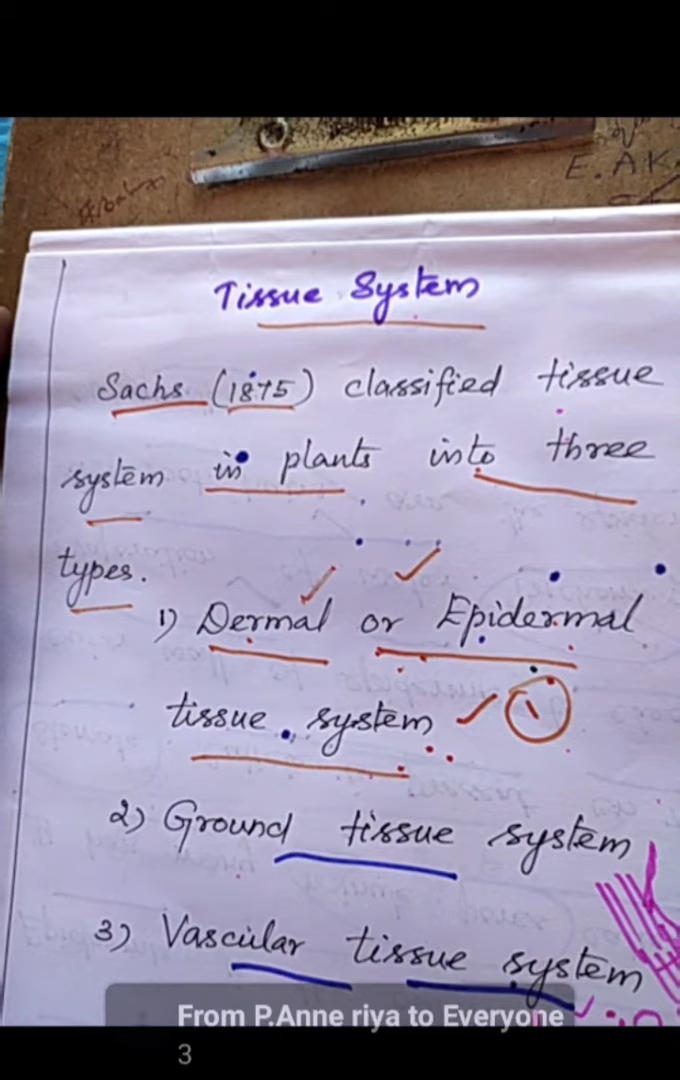 E. AK
Tissue System
Sachs (1875) classified tissue
system in plants into three
types.
1) Dermal or Epidermal
tissue system
1
2) Ground tissue system
3) Vascular tissue system
From P.Anne riya to Everyone
3